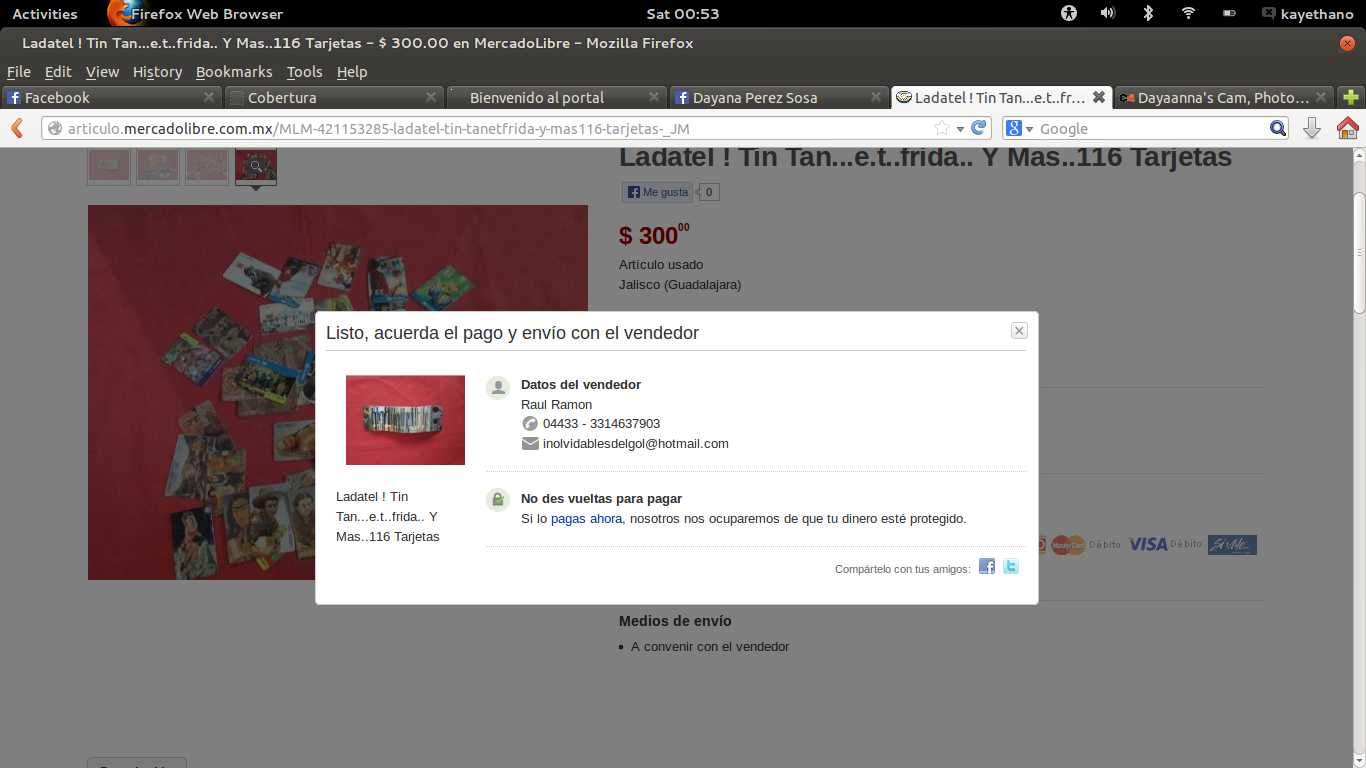 Activities
Firefox Web Browser
Sat 00:53
kayethano
Ladatel ! Tin Tan...e.t..frida.. Y Mas..116 Tarjetas - $ 300.00 en MercadoLibre - Mozilla Firefox
File Edit View History Bookmarks Tools Help
Facebook
Cobertura
Bienvenido al portal
Dayana Perez Sosa
Ladatel ! Tin Tan...e.t..fr...
Dayaanna's Cam, Photo...
articulo.mercadolibre.com.mx/MLM-421153285-ladatel-tin-tanetfrida-y-mas116-tarjetas-_JM
Google
Ladatel ! Tin Tan...e.t..frida.. Y Mas..116 Tarjetas
Me gusta 0
$ 30000
Artículo usado
Jalisco (Guadalajara)
Listo, acuerda el pago y envío con el vendedor
Datos del vendedor
Raul Ramon
04433 - 3314637903
inolvidablesdelgol@hotmail.com
Ladatel ! Tin
Tan...e.t..frida.. Y
Mas..116 Tarjetas
No des vueltas para pagar
Si lo pagas ahora, nosotros nos ocuparemos de que tu dinero esté protegido.
Compártelo con tus amigos:
MasterCard Débito VISA Débito Sí Vale
Medios de envío
A convenir con el vendedor